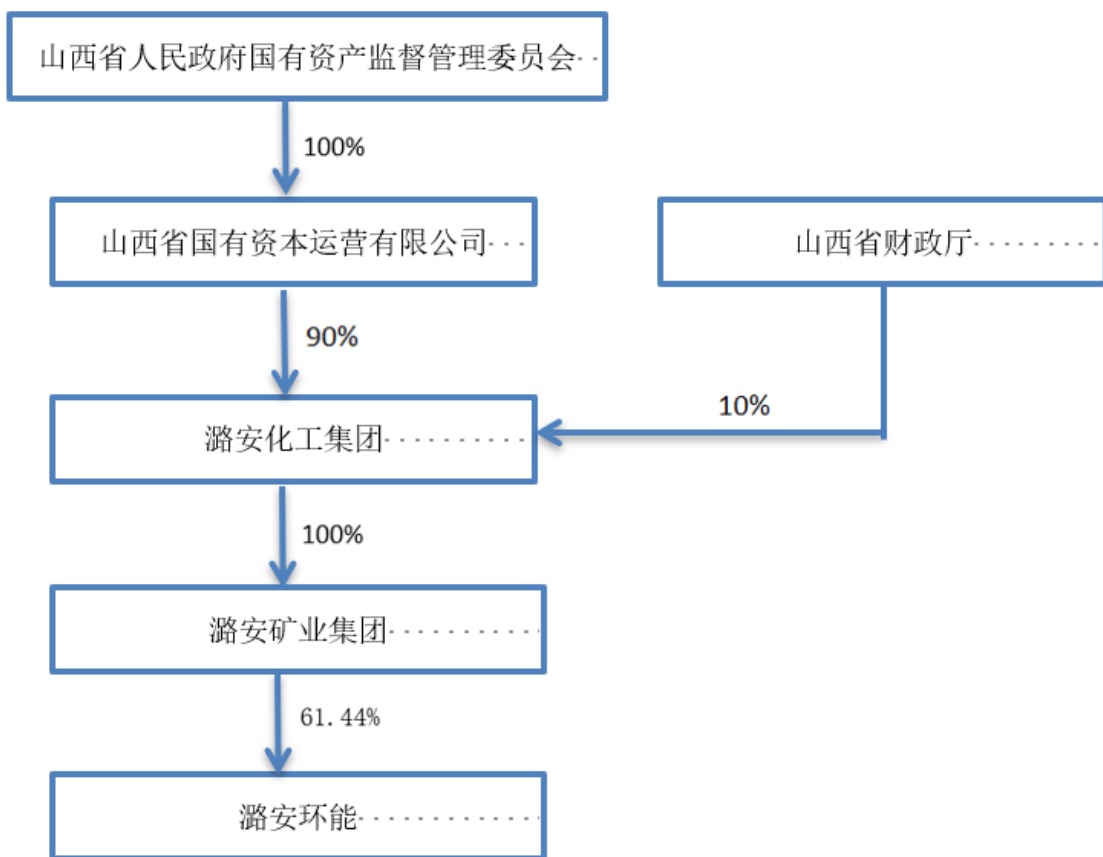 山西省人民政府国有资产监督管理委员会
100%
山西省国有资本运营有限公司
山西省财政厅
90%
10%
潞安化工集团
100%
潞安矿业集团
61.44%
潞安环能